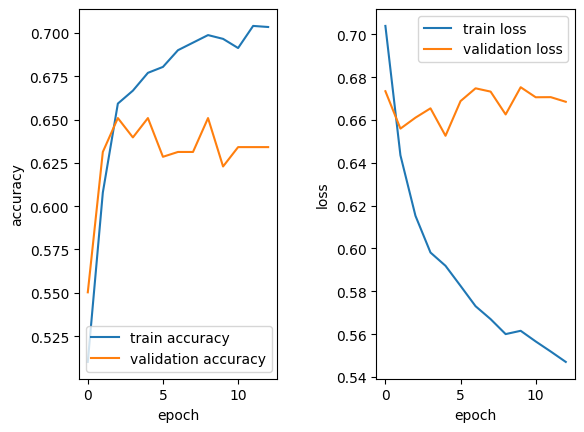 0.700
0.675
0.650
0.625
0.600
0.575
0.550
0.525
accuracy
train accuracy
validation accuracy
0 5 10
epoch
0.70
0.68
0.66
0.64
0.62
0.60
0.58
0.56
0.54
loss
train loss
validation loss
0 5 10
epoch